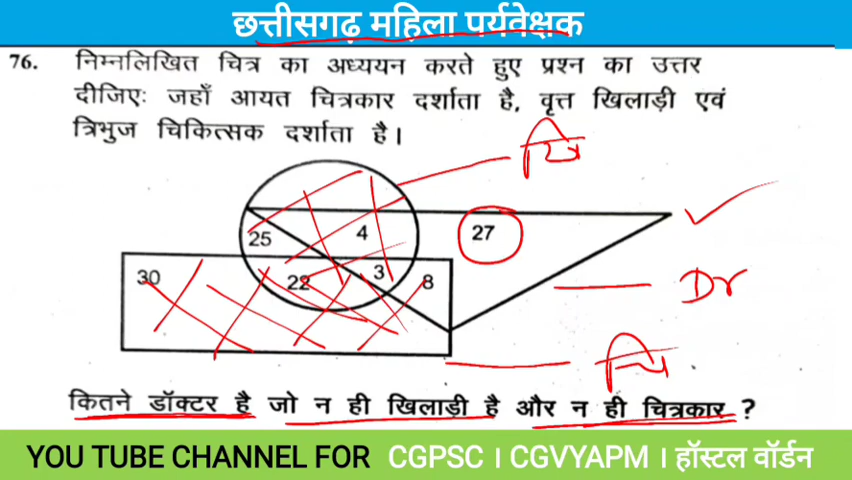 छत्तीसगढ़ महिला पर्यवेक्षक
76. निम्नलिखित चित्र का अध्ययन करते हुए प्रश्न का उत्तर
दीजिएः जहाँ आयत चित्रकार दर्शाता है, वृत्त खिलाड़ी एवं
त्रिभुज चिकित्सक दर्शाता है।
25 4 27
30 22 3 8
Dr
कितने डॉक्टर है जो न ही खिलाड़ी है और न ही चित्रकार ?
YOU TUBE CHANNEL FOR CGPSC । CGVYAPM । हॉस्टल वॉर्डन